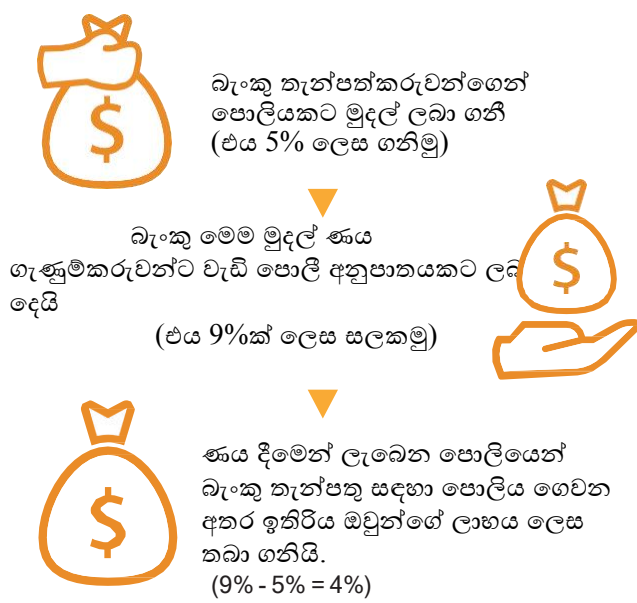 බැංකු තැන්පත්කරුවන්ගෙන්
පොලියකට මුදල් ලබා ගනී
(එය 5% ලෙස ගනිමු)
බැංකු මෙම මුදල් ණය
ගැණුම්කරුවන්ට වැඩි පොලී අනුපාතයකට ලබ
දෙයි
(එය 9%ක් ලෙස සලකමු)
ණය දීමෙන් ලැබෙන පොලියෙන්
බැංකු තැන්පතු සඳහා පොලිය ගෙවන
අතර ඉතිරිය ඔවුන්ගේ ලාභය ලෙස
තබා ගනියි.
(9% - 5% = 4%)
$
$
$